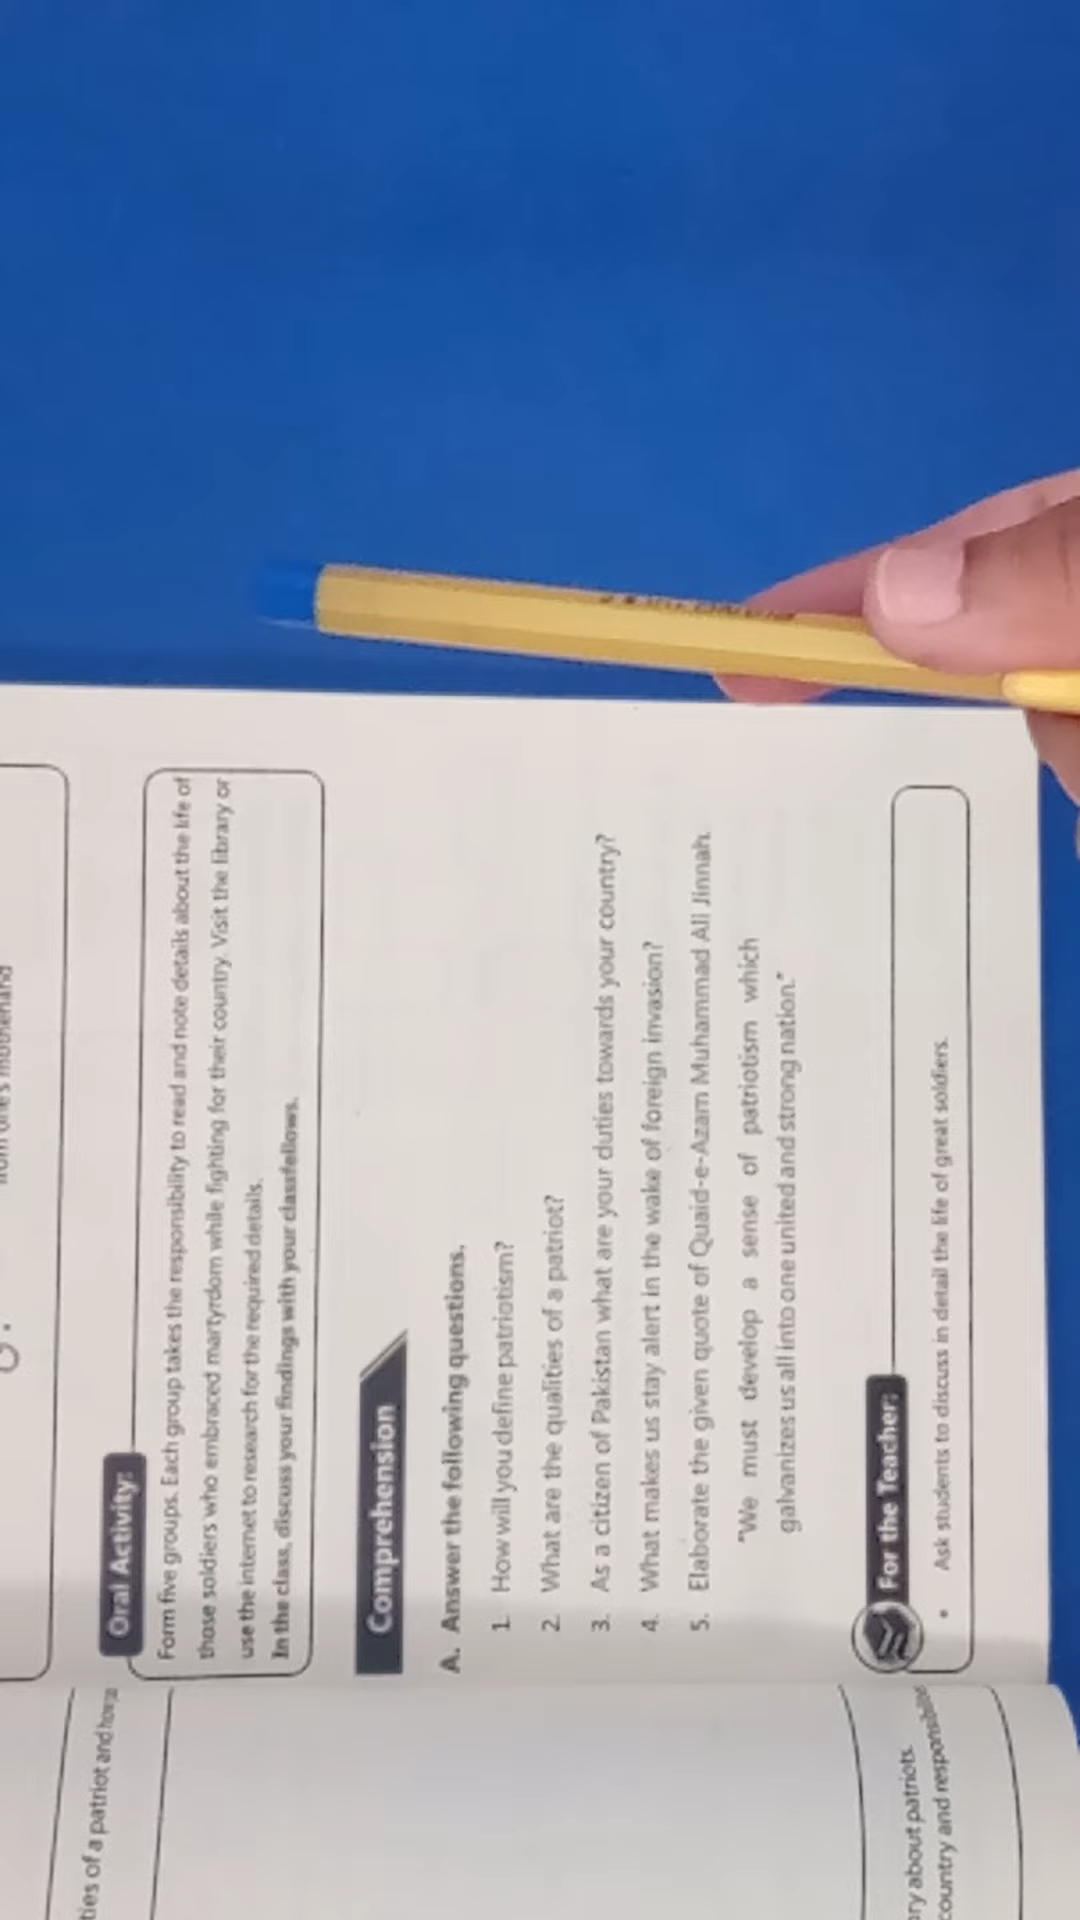 Oral Activity:
Form five groups. Each group takes the responsibility to read and note details about the life of
those soldiers who embraced martyrdom while fighting for their country. Visit the library or
use the internet to research for the required details.
In the class, discuss your findings with your classfellows.
Comprehension
A. Answer the following questions.
1. How will you define patriotism?
2. What are the qualities of a patriot?
3. As a citizen of Pakistan what are your duties towards your country?
4. What makes us stay alert in the wake of foreign invasion?
5. Elaborate the given quote of Quaid-e-Azam Muhammad Ali Jinnah.
"We must develop a sense of patriotism which
galvanizes us all into one united and strong nation."
For the Teacher:
• Ask students to discuss in detail the life of great soldiers.
of a patriot and
about patriots.
country and